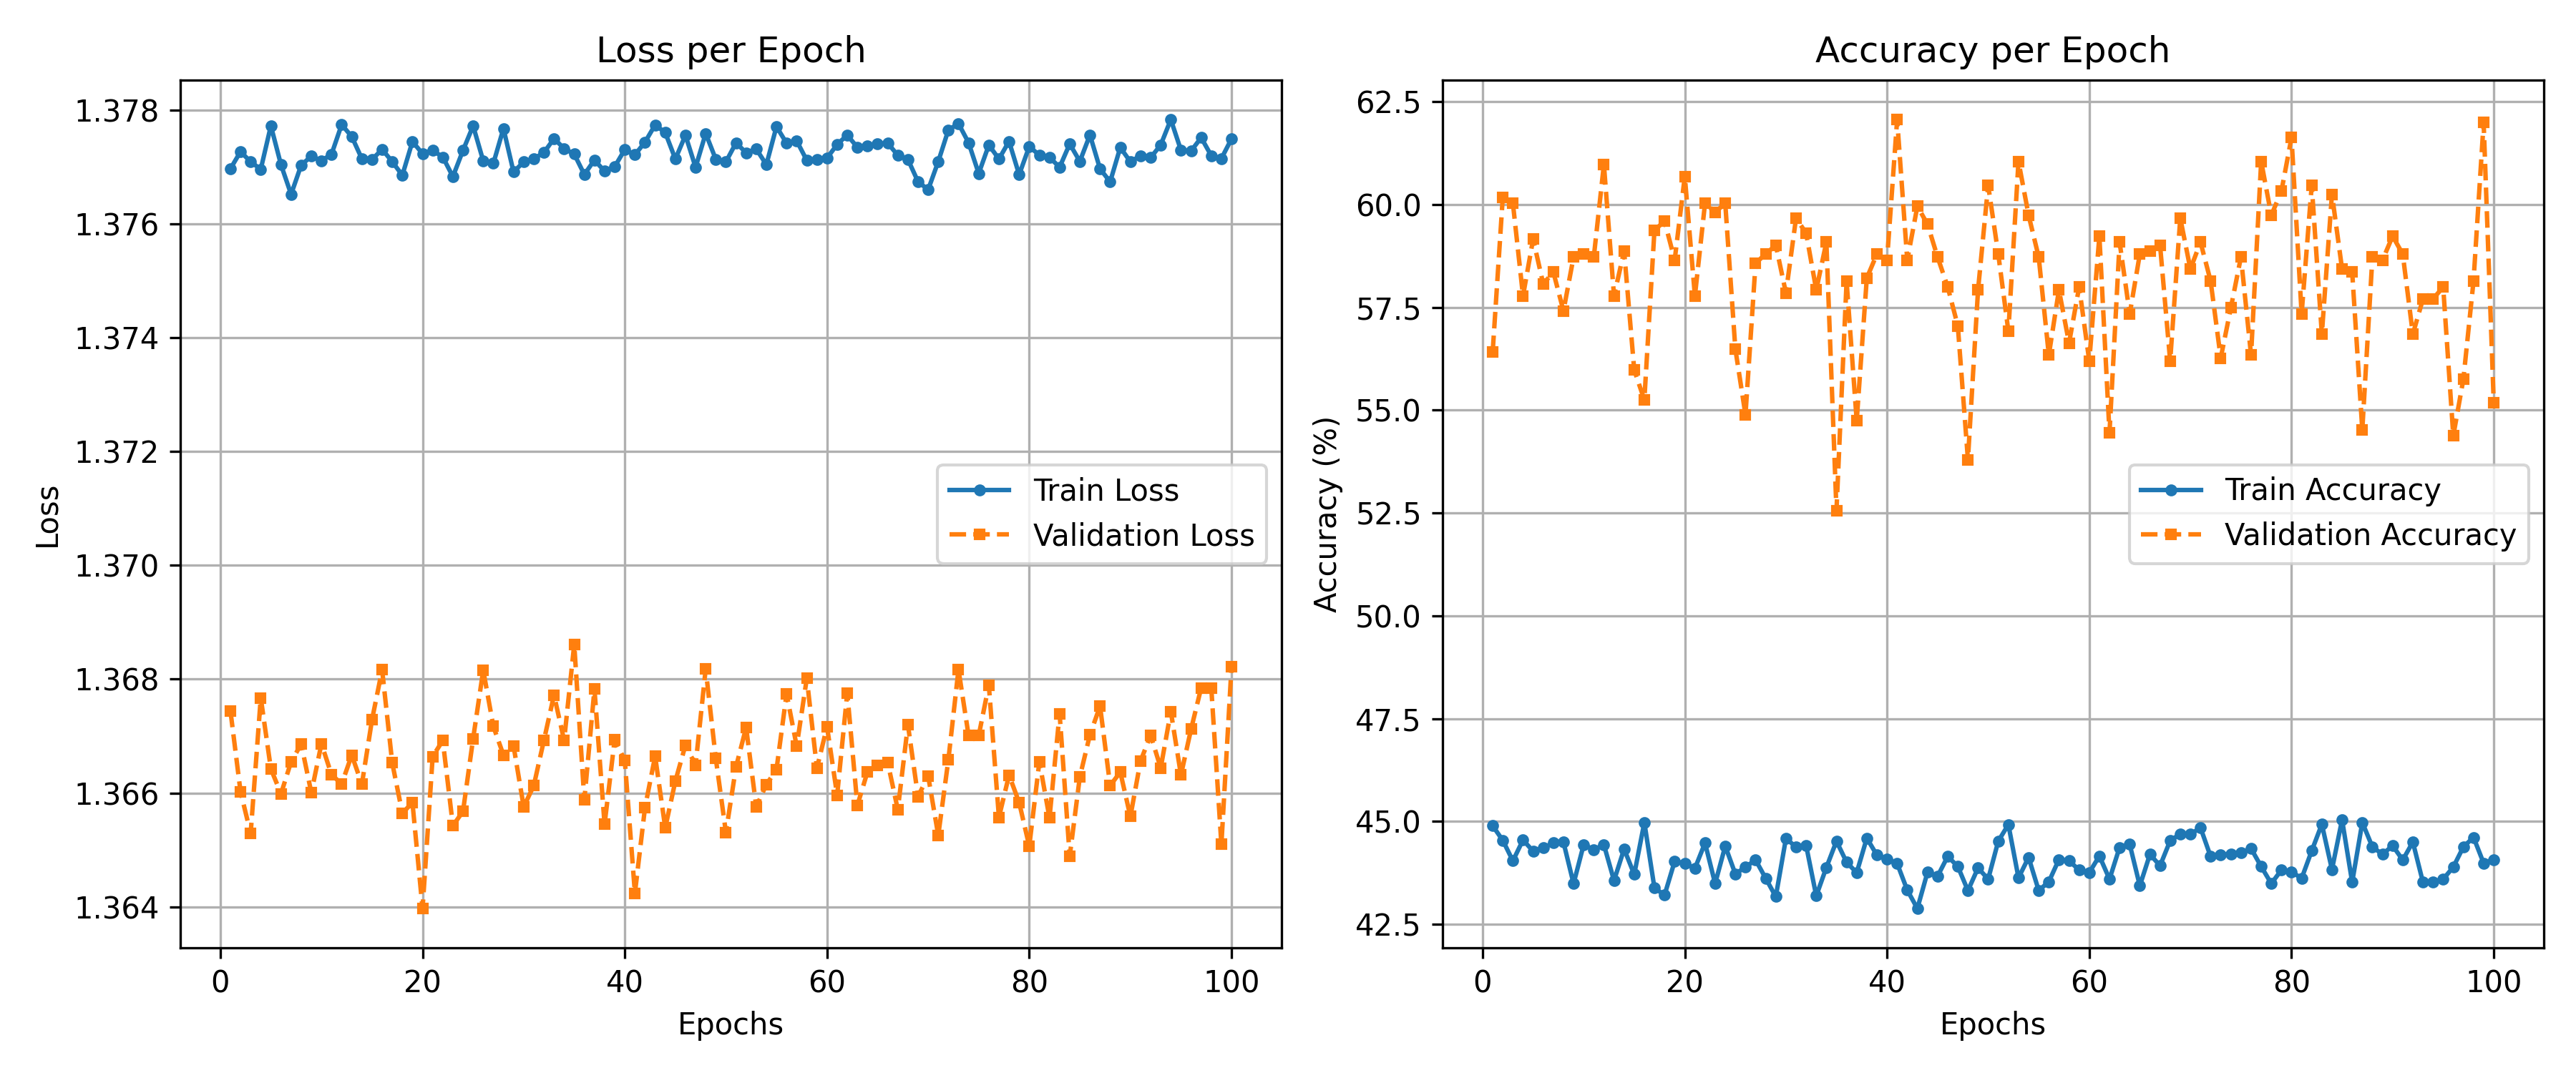 Loss per Epoch
1.378
1.376
1.374
1.372
1.370
1.368
1.366
1.364
Loss
0
20
40
60
80
100
Epochs
Train Loss
Validation Loss
Accuracy per Epoch
62.5
60.0
57.5
55.0
52.5
50.0
47.5
45.0
42.5
Accuracy (%)
0
20
40
60
80
100
Epochs
Train Accuracy
Validation Accuracy